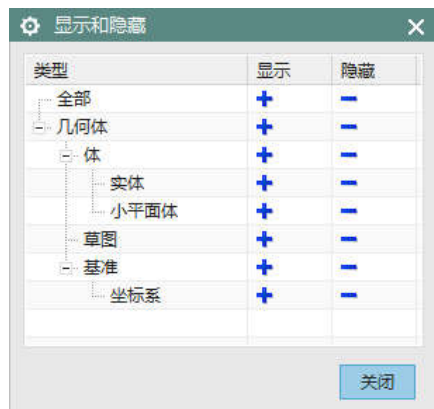 显示和隐藏
类型 显示 隐藏
全部
几何体
体
实体
小平面体
草图
基准
坐标系
关闭